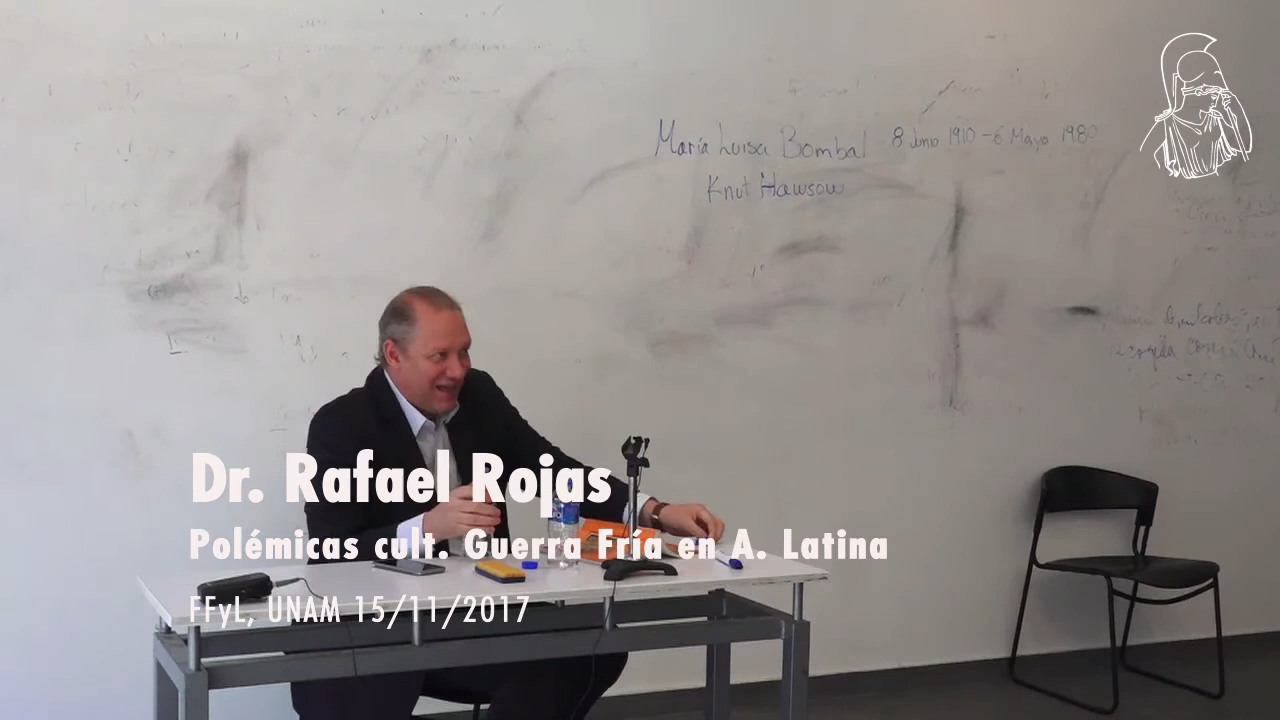 María Luisa Bombal 8 Junio 1910 - 6 Mayo 1980
Knut Hawsow
Dr. Rafael Rojas
Polémicas cult. Guerra Fría en A. Latina
FFyL, UNAM 15/11/2017